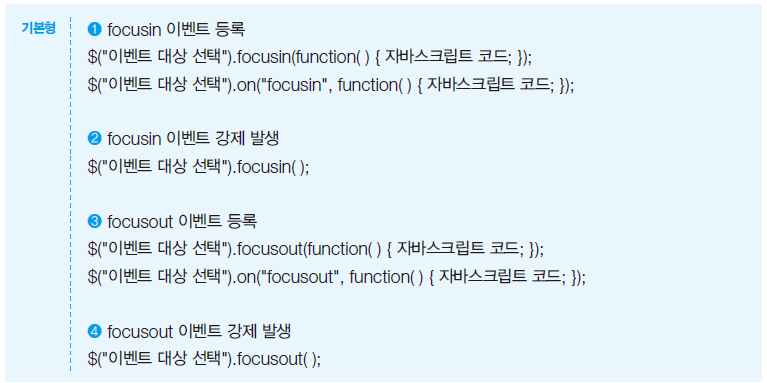 기본형
❶ focusin 이벤트 등록
$("이벤트 대상 선택").focusin(function( ) { 자바스크립트 코드; });
$("이벤트 대상 선택").on("focusin", function( ) { 자바스크립트 코드; });
❷ focusin 이벤트 강제 발생
$("이벤트 대상 선택").focusin( );
❸ focusout 이벤트 등록
$("이벤트 대상 선택").focusout(function( ) { 자바스크립트 코드; });
$("이벤트 대상 선택").on("focusout", function( ) { 자바스크립트 코드; });
❹ focusout 이벤트 강제 발생
$("이벤트 대상 선택").focusout( );